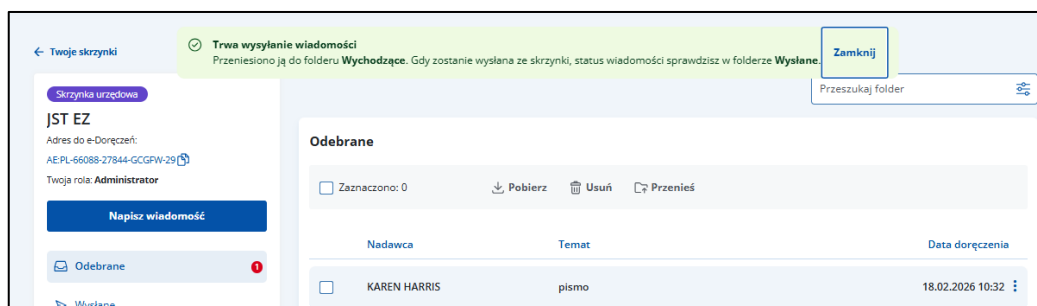 ← Twoje skrzynki
Trwa wysyłanie wiadomości
Przeniesiono ją do folderu Wychodzące. Gdy zostanie wysłana ze skrzynki, status wiadomości sprawdzisz w folderze Wysłane.
Zamknij
Przeszukaj folder
Skrzynka urzędowa
JST EZ
Adres do e-Doręczeń:
AE:PL-66088-27844-GCGFW-29
Twoja rola: Administrator
Napisz wiadomość
Odebrane 1
Wysłane
Odebrane
Zaznaczono: 0 Pobierz Usuń Przenieś
Nadawca Temat Data doręczenia
KAREN HARRIS pismo 18.02.2026 10:32